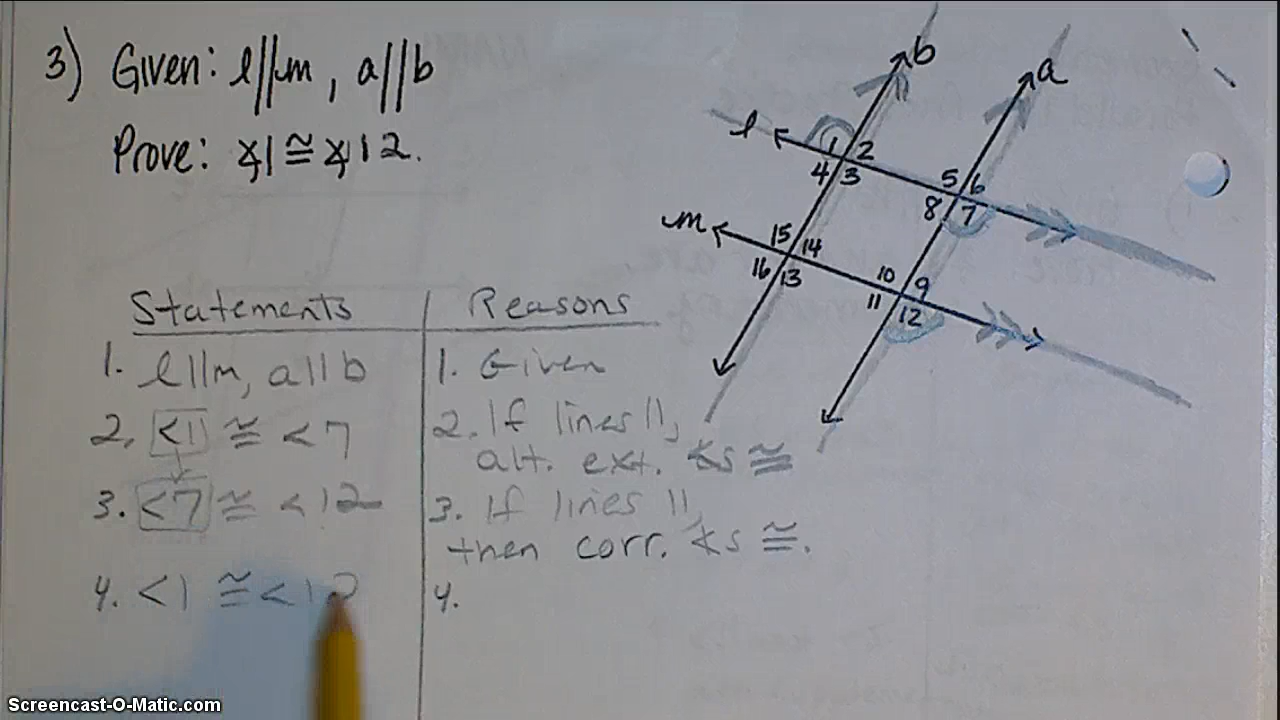 3) Given: l||m, a||b
Prove: ∡1 ≅ ∡12.
b
a
l
1 2
4 3
5 6
8 7
m
15 14
16 13
10 9
11 12
Statements | Reasons
1. l||m, a||b
1. Given
2. <1 ≅ <7
2. If lines ||,
alt. ext. ∡s ≅
3. <7 ≅ <12
3. If lines ||,
then corr. ∡s ≅.
4. <1 ≅ <12
4.
Screencast-O-Matic.com